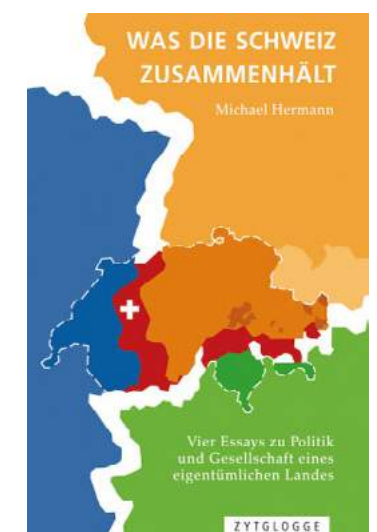 WAS DIE SCHWEIZ
ZUSAMMENHÄLT
Michael Hermann
Vier Essays zu Politik
und Gesellschaft eines
eigentümlichen Landes
ZYTGLOGGE